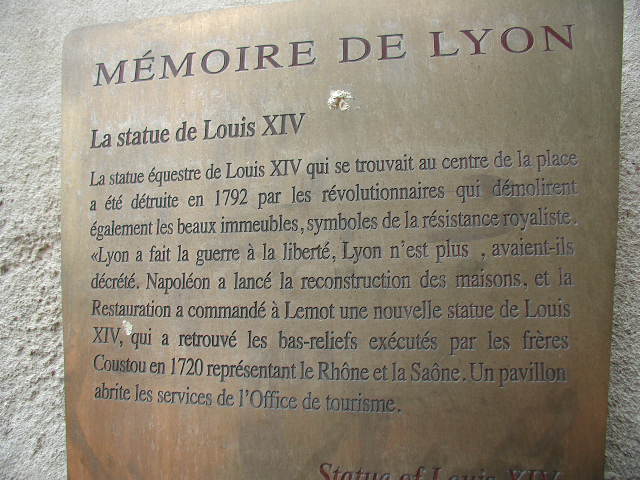 MÉMOIRE DE LYON
La statue de Louis XIV
La statue équestre de Louis XIV qui se trouvait au centre de la place
a été détruite en 1792 par les révolutionnaires qui démolirent
également les beaux immeubles, symboles de la résistance royaliste.
«Lyon a fait la guerre à la liberté, Lyon n'est plus , avaient-ils
décrété. Napoléon a lancé la reconstruction des maisons, et la
Restauration a commandé à Lemot une nouvelle statue de Louis
XIV, qui a retrouvé les bas-reliefs exécutés par les frères
Coustou en 1720 représentant le Rhône et la Saône. Un pavillon
abrite les services de l'Office de tourisme.
Statue of Louis XIV